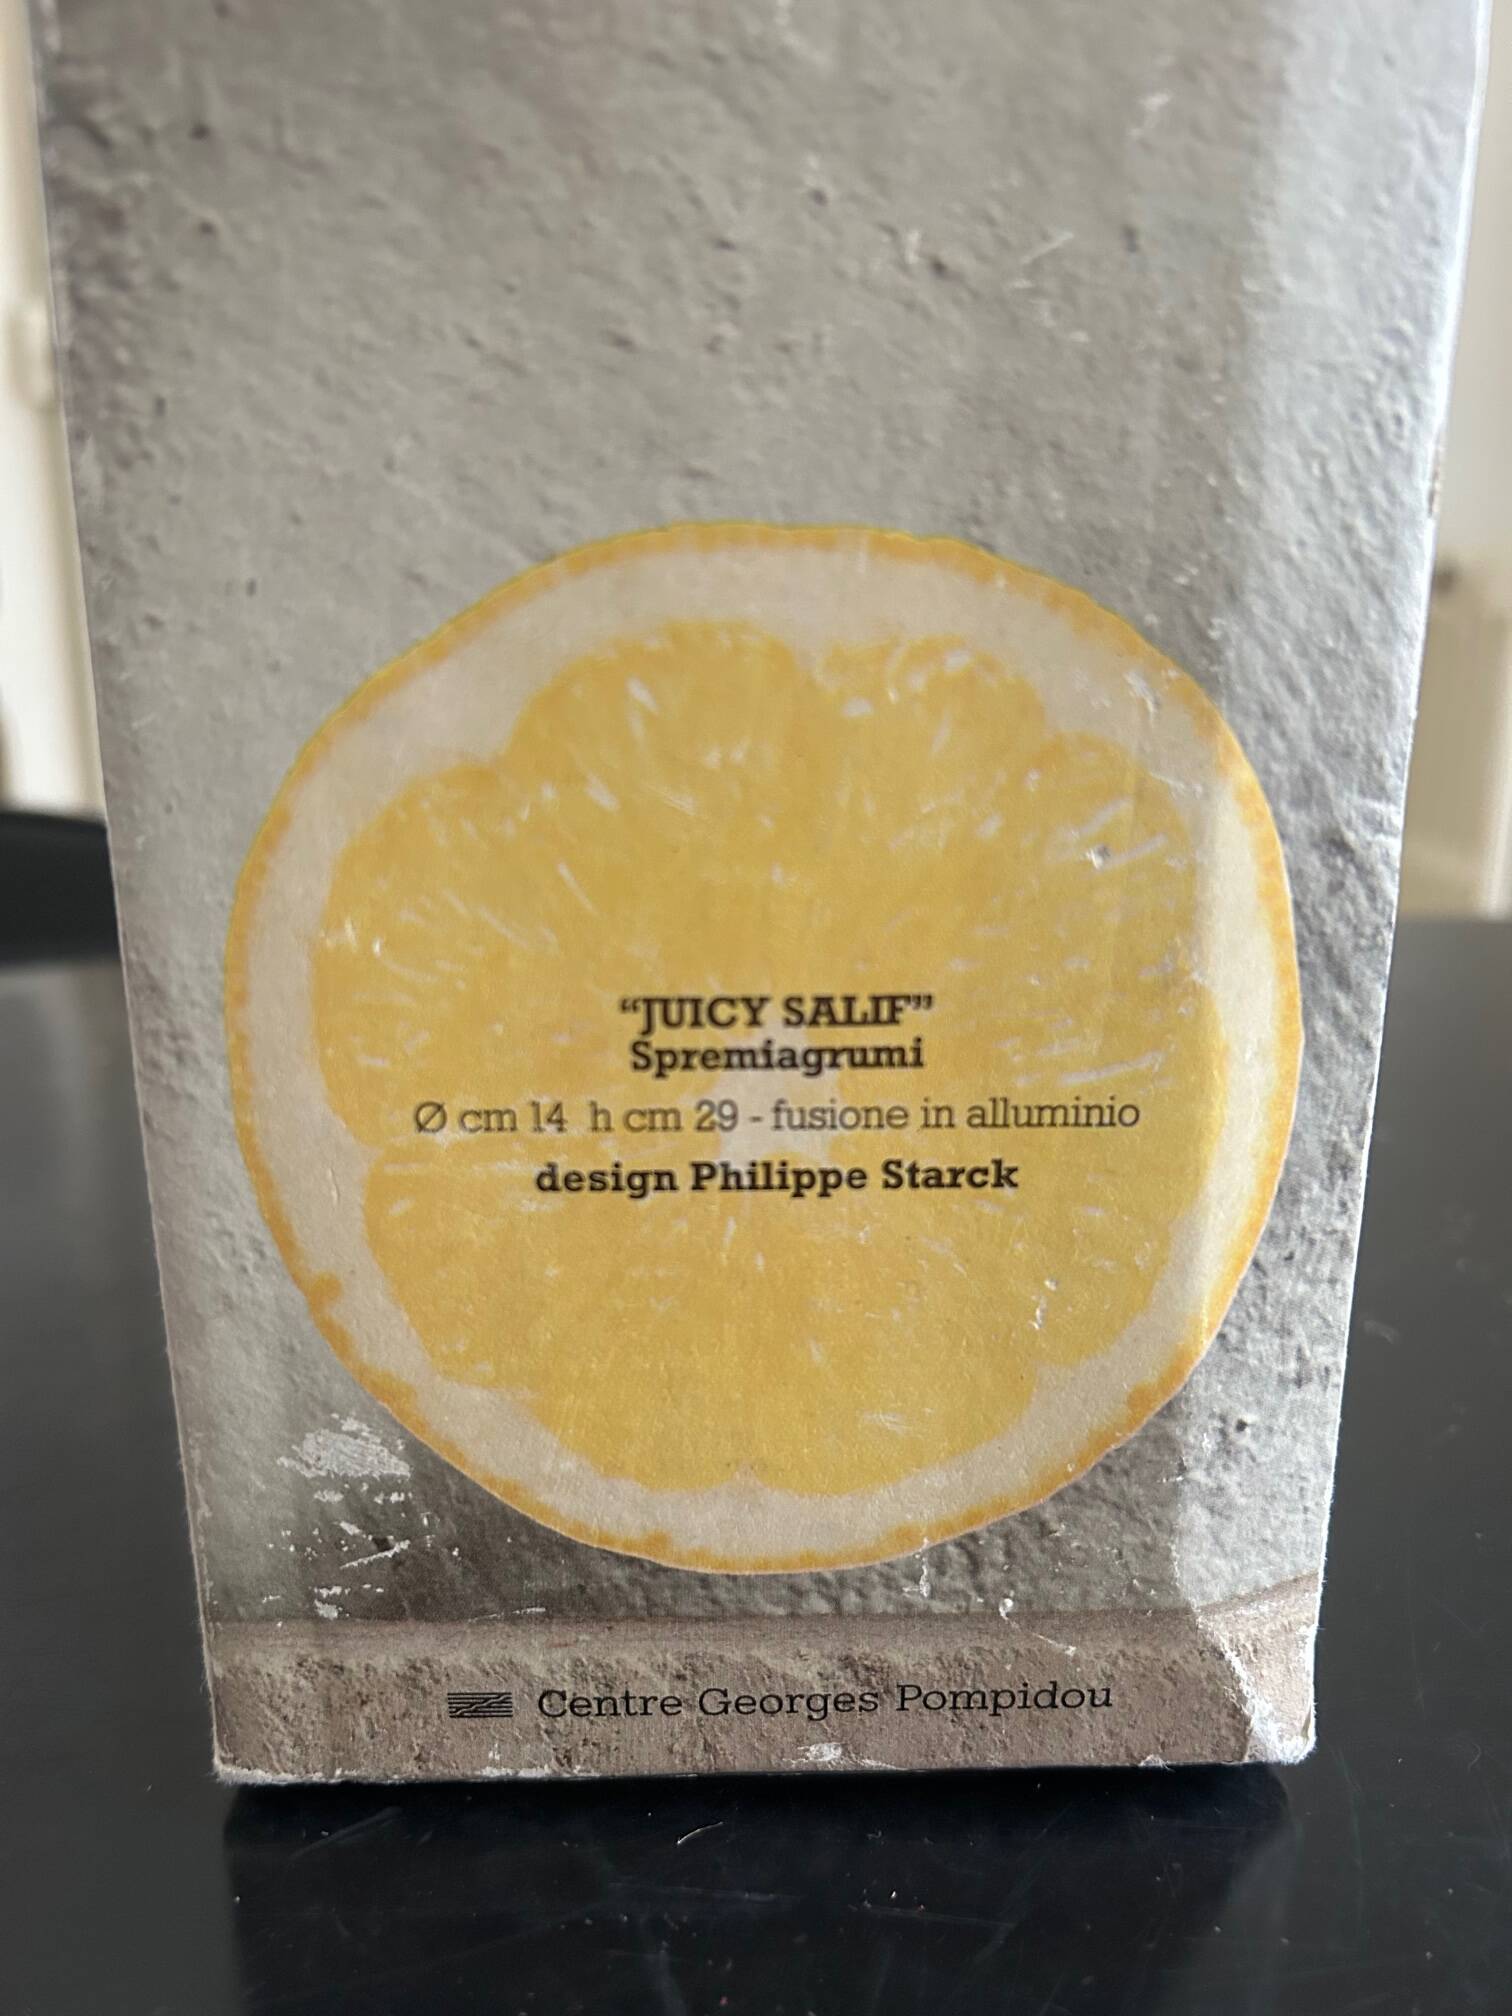 “JUICY SALIF”
Spremiagrumi
Ø cm 14 h cm 29 - fusione in alluminio
design Philippe Starck
Centre Georges Pompidou